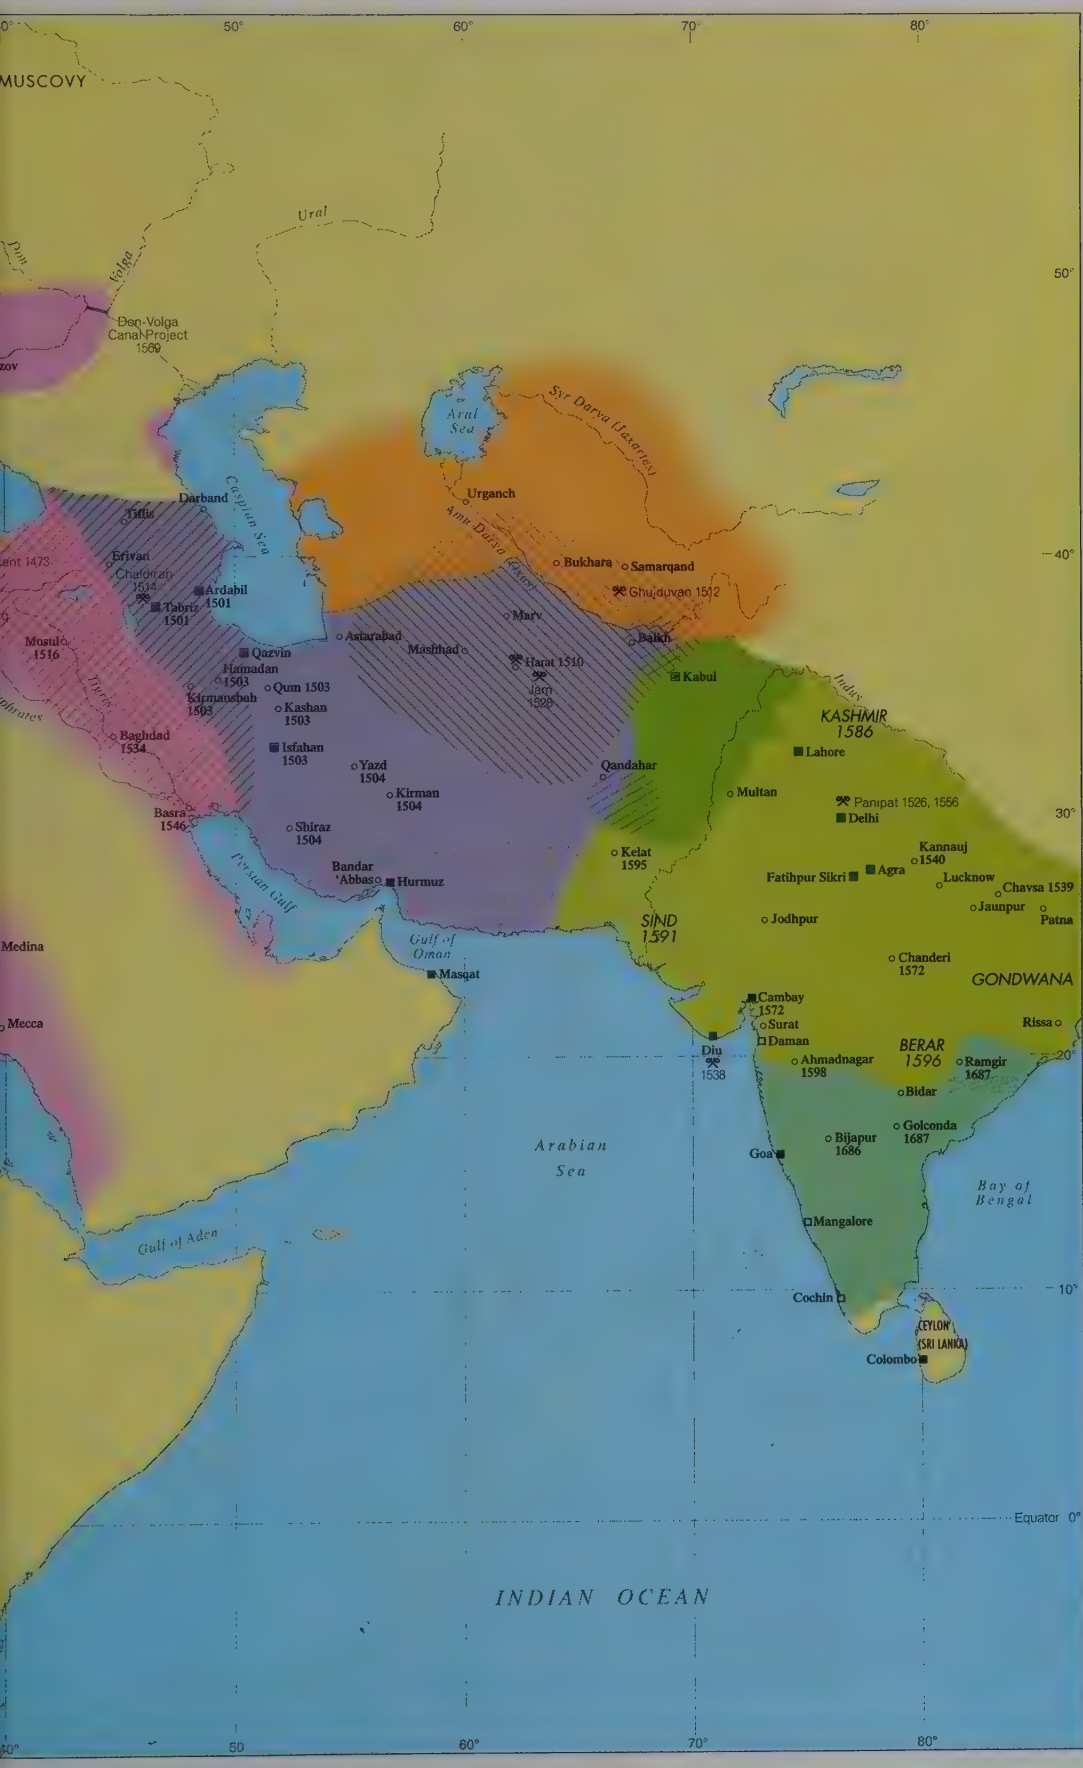 50°
60°
70°
80°
MUSCOVY
Ural
Don
Volga
50°
Don-Volga
Canal Project
1569
zov
Aral
Sea
Syr Darya (Jaxartes)
Caspian Sea
Urganch
Darband
Tiflis
Amu Darya (Oxus)
40°
Erivan
ent 1473
Chaldiran
1514
Bukhara
Samarqand
Ardabil
1501
Ghujduvan 1512
Tabriz
1501
Marv
Mosul
1516
Astarabad
Balkh
Mashhad
Qazvin
Harat 1510
Hamadan
1503
Kabul
Jam
1528
Indus
Tigris
Qum 1503
Kirmanshah
1503
phrates
Kashan
1503
KASHMIR
1586
Baghdad
1534
Isfahan
1503
Lahore
Yazd
1504
Qandahar
Kirman
1504
Multan
Panipat 1526, 1556
30°
Basra
1546
Delhi
Shiraz
1504
Kelat
1595
Kannauj
1540
Persian Gulf
Bandar
'Abbas
Hurmuz
Fatihpur Sikri
Agra
Lucknow
Chavsa 1539
Jaunpur
Patna
SIND
1591
Jodhpur
Medina
Gulf of
Oman
Chanderi
1572
Masqat
GONDWANA
Cambay
1572
Mecca
Surat
Rissa
Daman
Diu
1538
BERAR
1596
20°
Ahmadnagar
1598
Ramgir
1687
Bidar
Arabian
Sea
Bijapur
1686
Golconda
1687
Goa
Bay of
Bengal
Mangalore
Gulf of Aden
10°
Cochin
CEYLON
(SRI LANKA)
Colombo
Equator 0°
INDIAN OCEAN
40°
50
60°
70°
80°